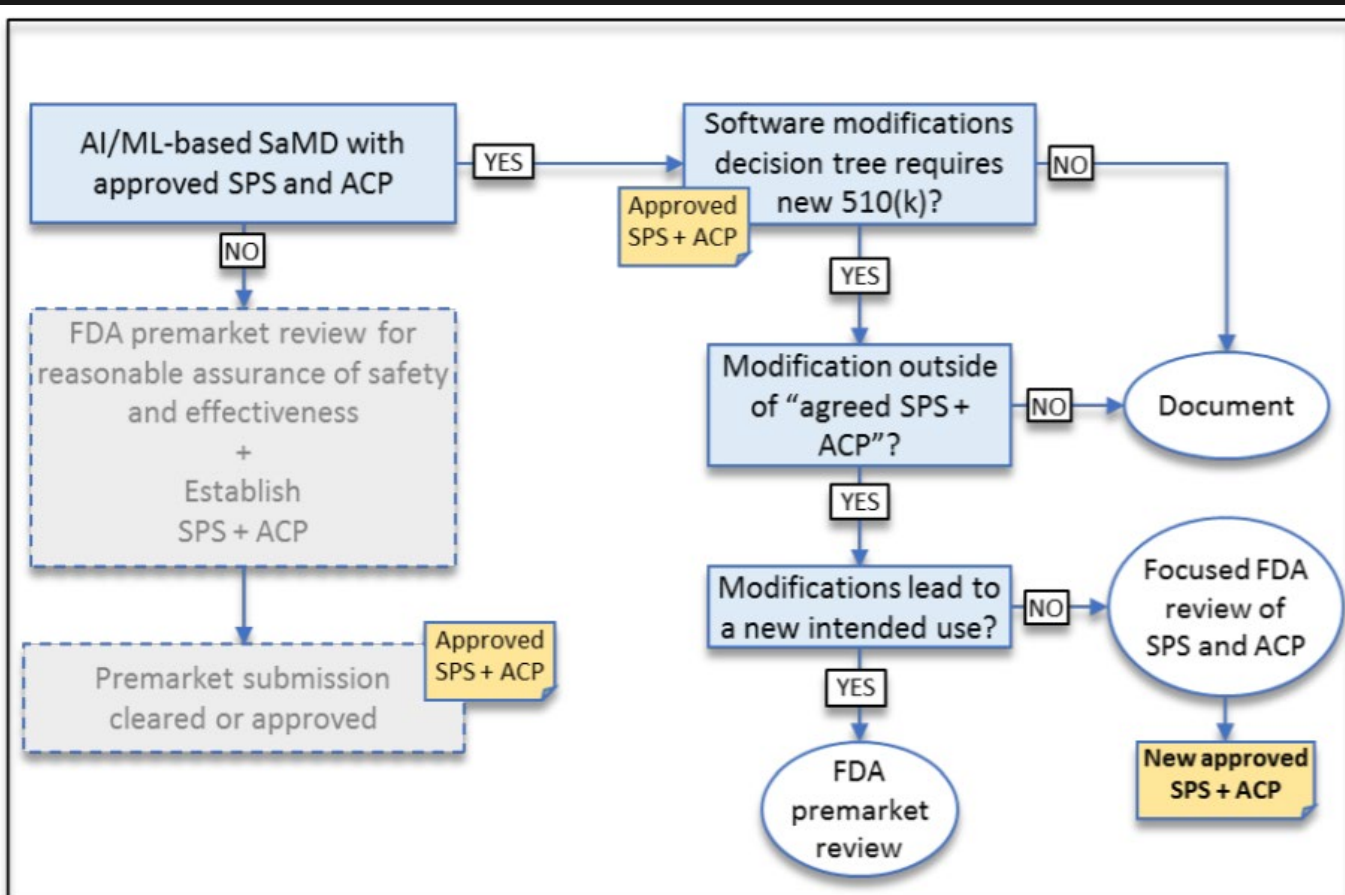 AI/ML-based SaMD with
approved SPS and ACP
YES
Software modifications
decision tree requires
new 510(k)?
NO
Approved
SPS + ACP
NO
YES
FDA premarket review for
reasonable assurance of safety
and effectiveness
+
Establish
SPS + ACP
Modification outside
of “agreed SPS +
ACP”?
NO
Document
YES
Modifications lead to
a new intended use?
NO
Focused FDA
review of
SPS and ACP
Premarket submission
cleared or approved
Approved
SPS + ACP
YES
FDA
premarket
review
New approved
SPS + ACP